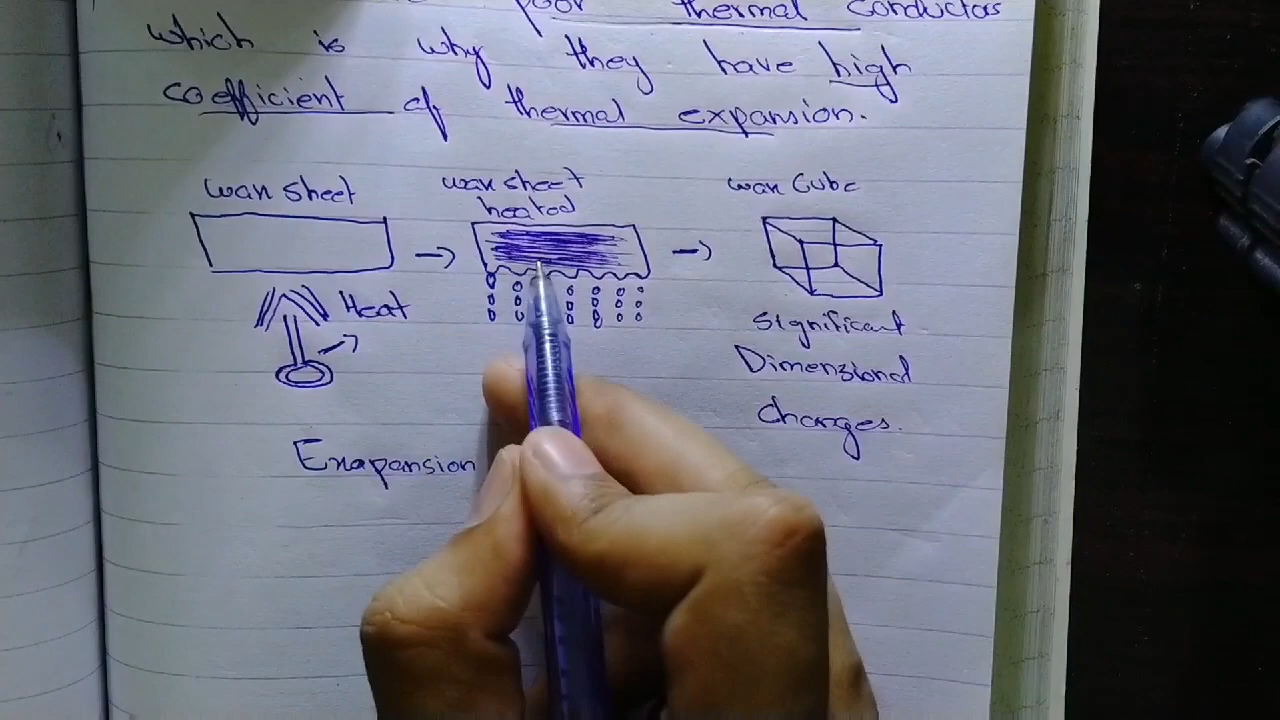 poor thermal conductors
which is why they have high
coefficient of thermal expansion.
wax sheet
wax sheet
heated
wax Cube
Heat
Significant
Dimensional
Changes.
Exapansion